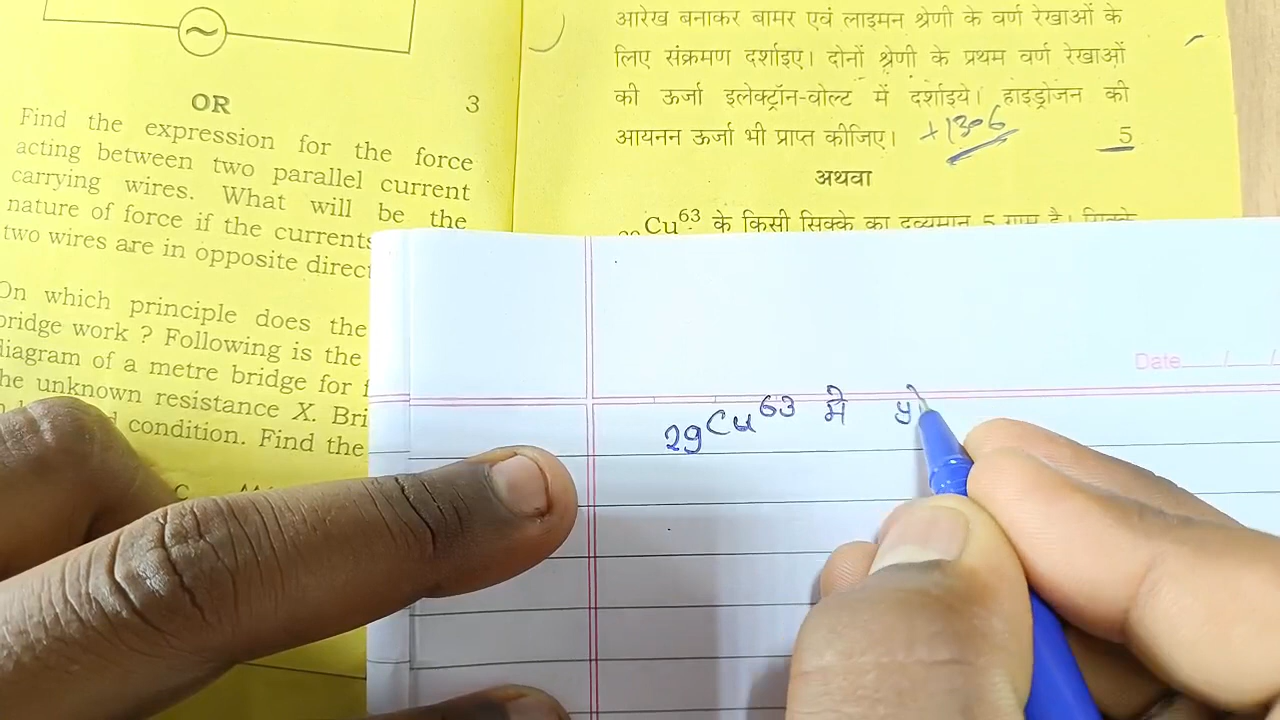 OR
3
Find the expression for the force
acting between two parallel current
carrying wires. What will be the
nature of force if the currents
two wires are in opposite direct
On which principle does the
bridge work ? Following is the
diagram of a metre bridge for
he unknown resistance X. Bri
condition. Find the
आरेख बनाकर बामर एवं लाइमन श्रेणी के वर्ण रेखाओं के
लिए संक्रमण दर्शाइए। दोनों श्रेणी के प्रथम वर्ण रेखाओं
की ऊर्जा इलेक्ट्रॉन-वोल्ट में दर्शाइये। हाइड्रोजन की
आयनन ऊर्जा भी प्राप्त कीजिए। 5
अथवा
Cu63 के किसी सिक्के का द्रव्यमान 5 ग्राम है।
Date
29Cu63 में